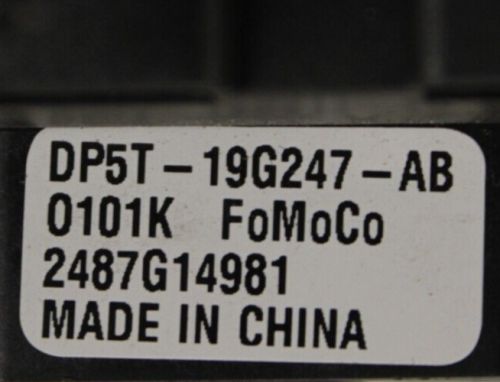 DP5T-19G247-AB
0101K FoMoCo
2487G14981
MADE IN CHINA